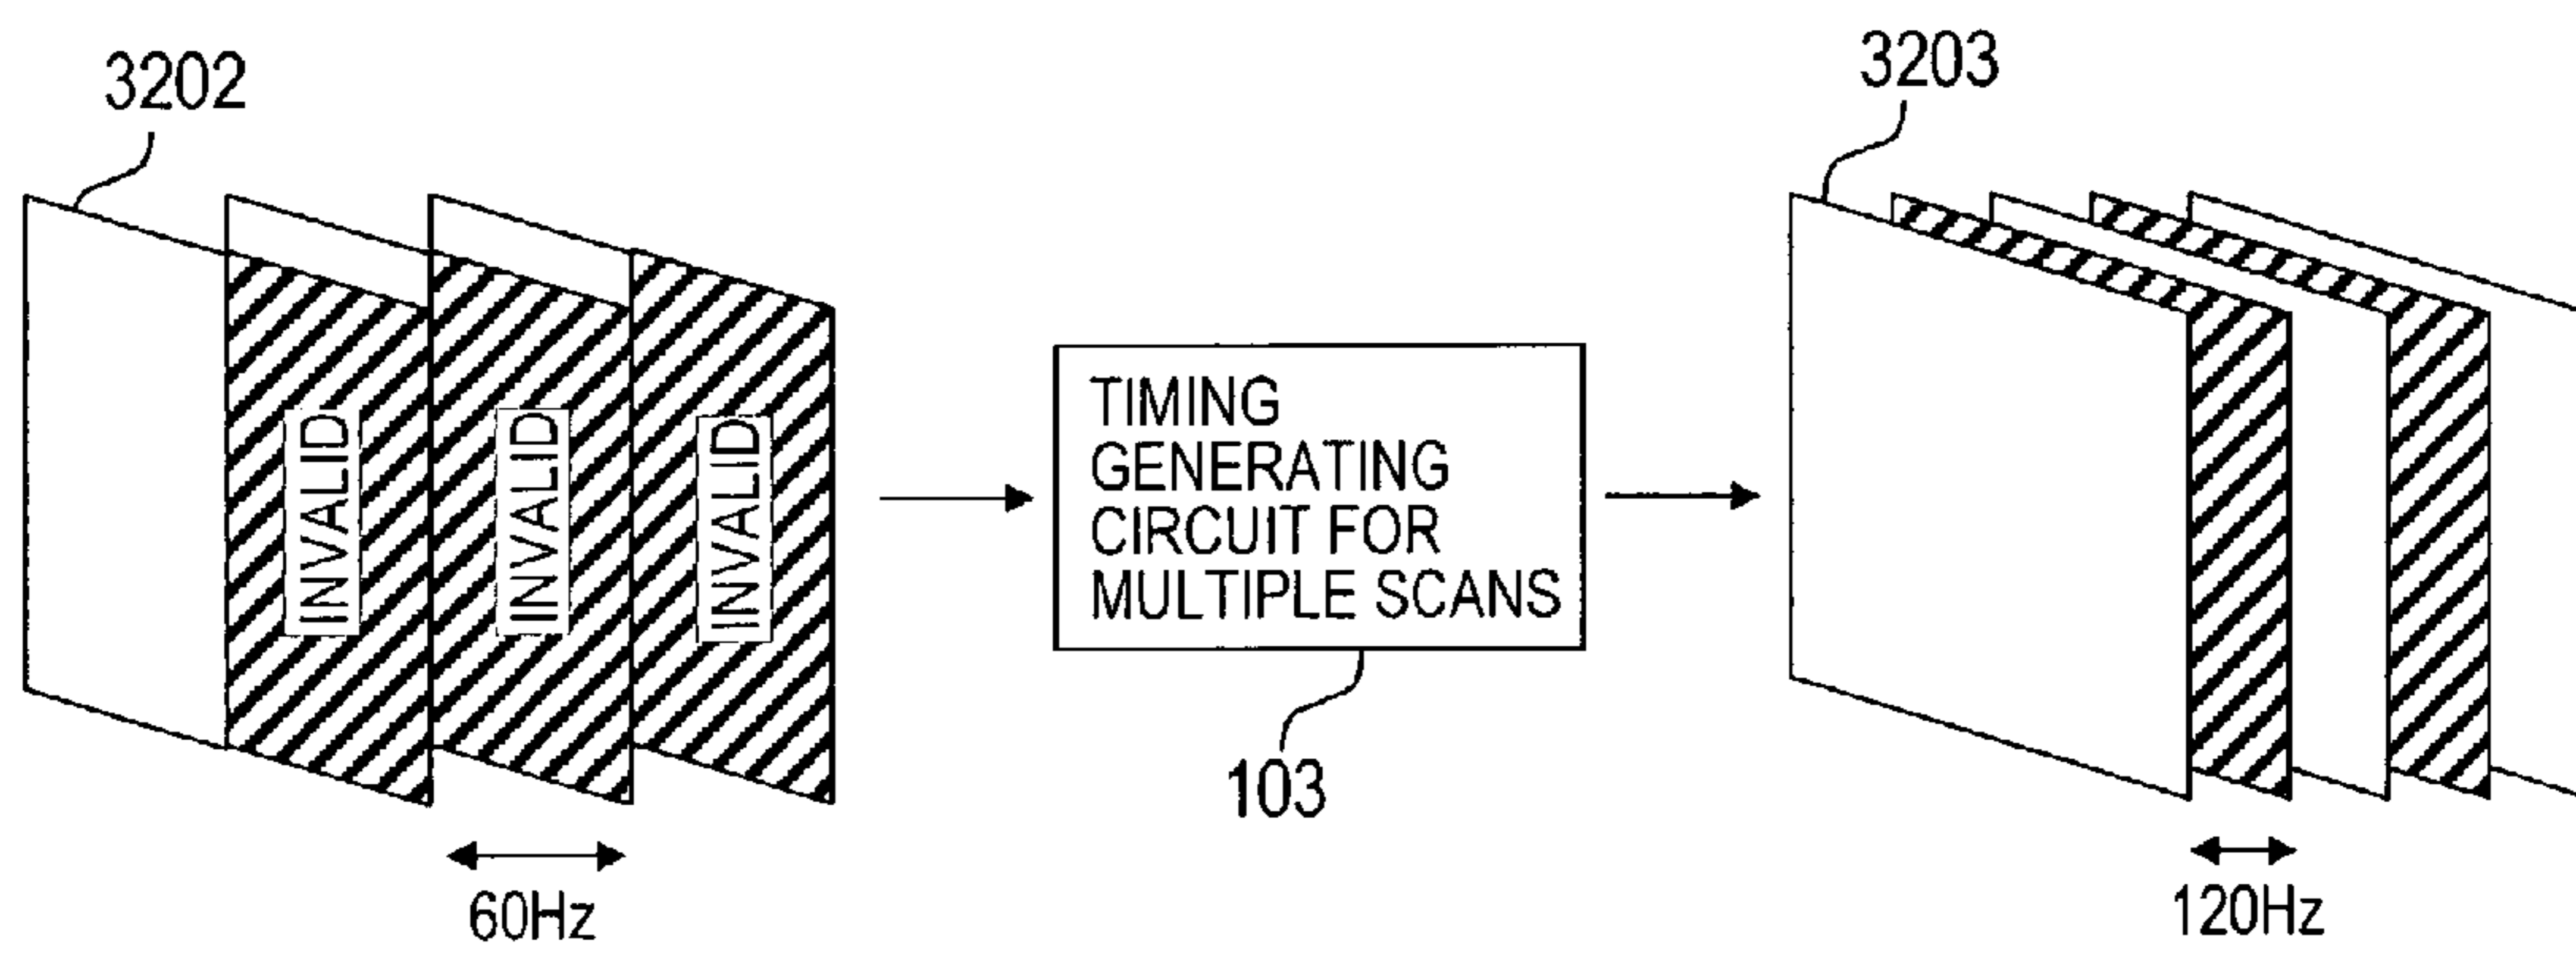 3202
3203
INVALID
INVALID
INVALID
TIMING
GENERATING
CIRCUIT FOR
MULTIPLE SCANS
103
60Hz
120Hz